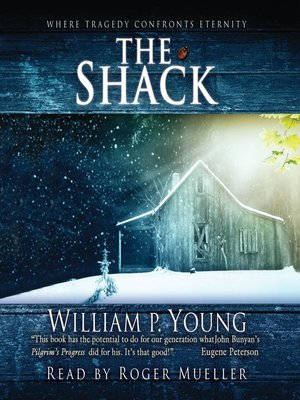 WHERE TRAGEDY CONFRONTS ETERNITY
THE
SHACK
WILLIAM P. YOUNG
"This book has the potential to do for our generation what John Bunyan's
Pilgrim's Progress did for his. It's that good!" Eugene Peterson
READ BY ROGER MUELLER